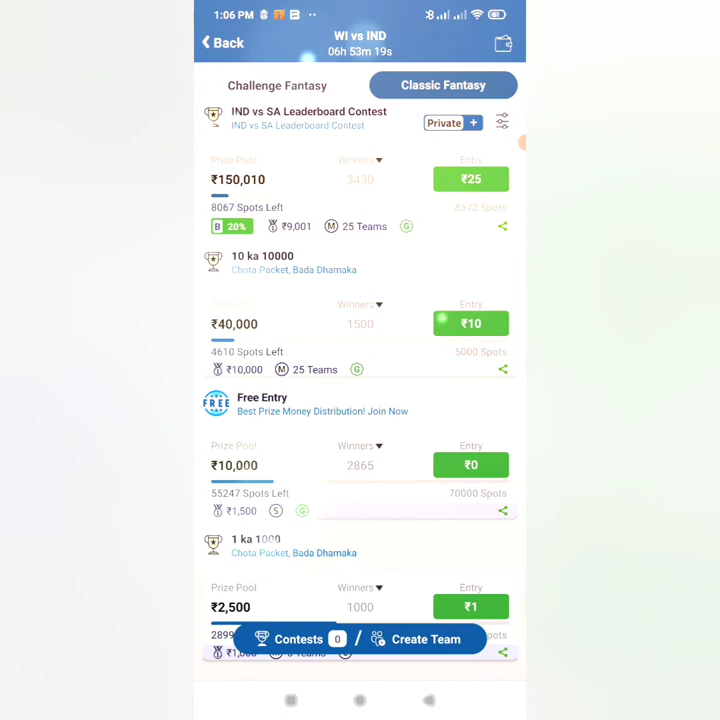 1:06 PM
WI vs IND
Back
06h 53m 19s
Challenge Fantasy
Classic Fantasy
IND vs SA Leaderboard Contest
IND vs SA Leaderboard Contest
Private +
Prize Pool Winners Entry
₹150,010 3430 ₹25
8067 Spots Left 8572 Spots
B 20% ₹9,001 M 25 Teams G
10 ka 10000
Chota Packet, Bada Dhamaka
Winners Entry
₹40,000 1500 ₹10
4610 Spots Left 5000 Spots
₹10,000 M 25 Teams G
FREE
Free Entry
Best Prize Money Distribution! Join Now
Prize Pool Winners Entry
₹10,000 2865 ₹0
55247 Spots Left 70000 Spots
₹1,500 S G
1 ka 1000
Chota Packet, Bada Dhamaka
Prize Pool Winners Entry
₹2,500 1000 ₹1
Contests 0 / Create Team